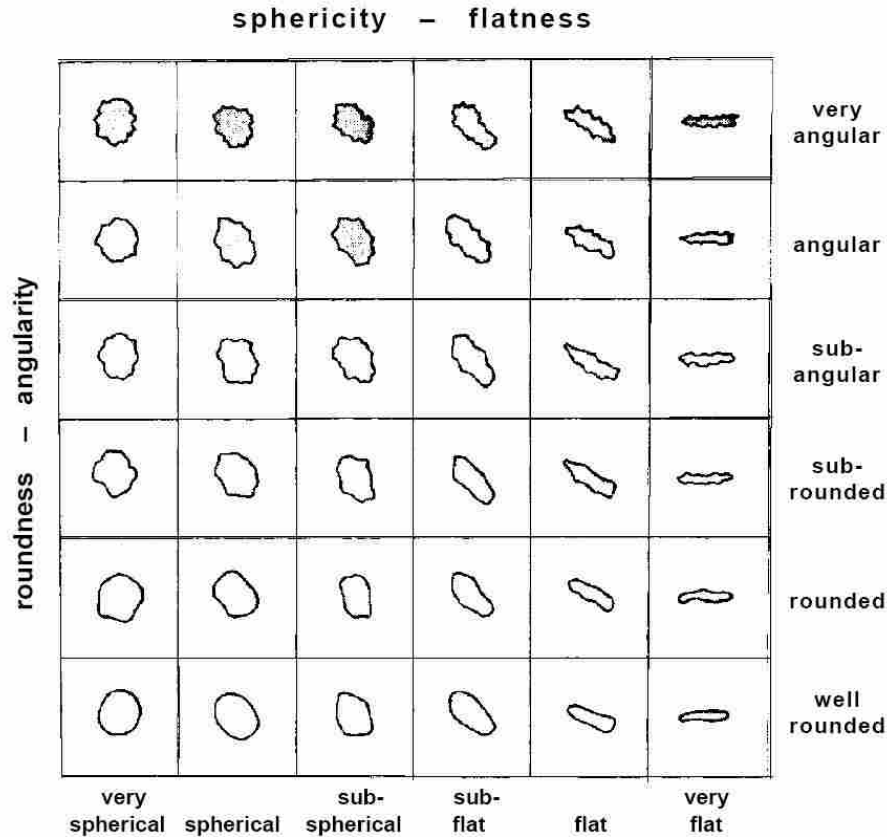 sphericity – flatness
very
angular
angular
sub-
angular
sub-
rounded
rounded
well
rounded
roundness – angularity
very
spherical
spherical
sub-
spherical
sub-
flat
flat
very
flat